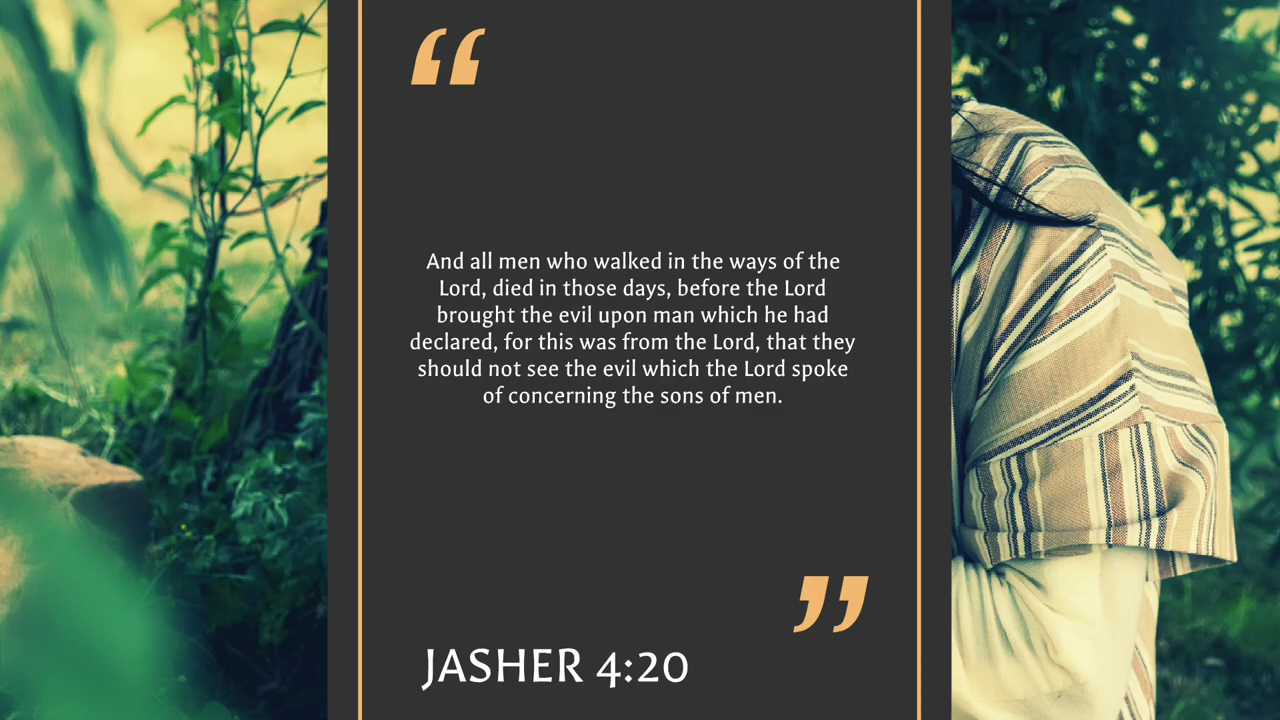 “
And all men who walked in the ways of the
Lord, died in those days, before the Lord
brought the evil upon man which he had
declared, for this was from the Lord, that they
should not see the evil which the Lord spoke
of concerning the sons of men.
”
JASHER 4:20